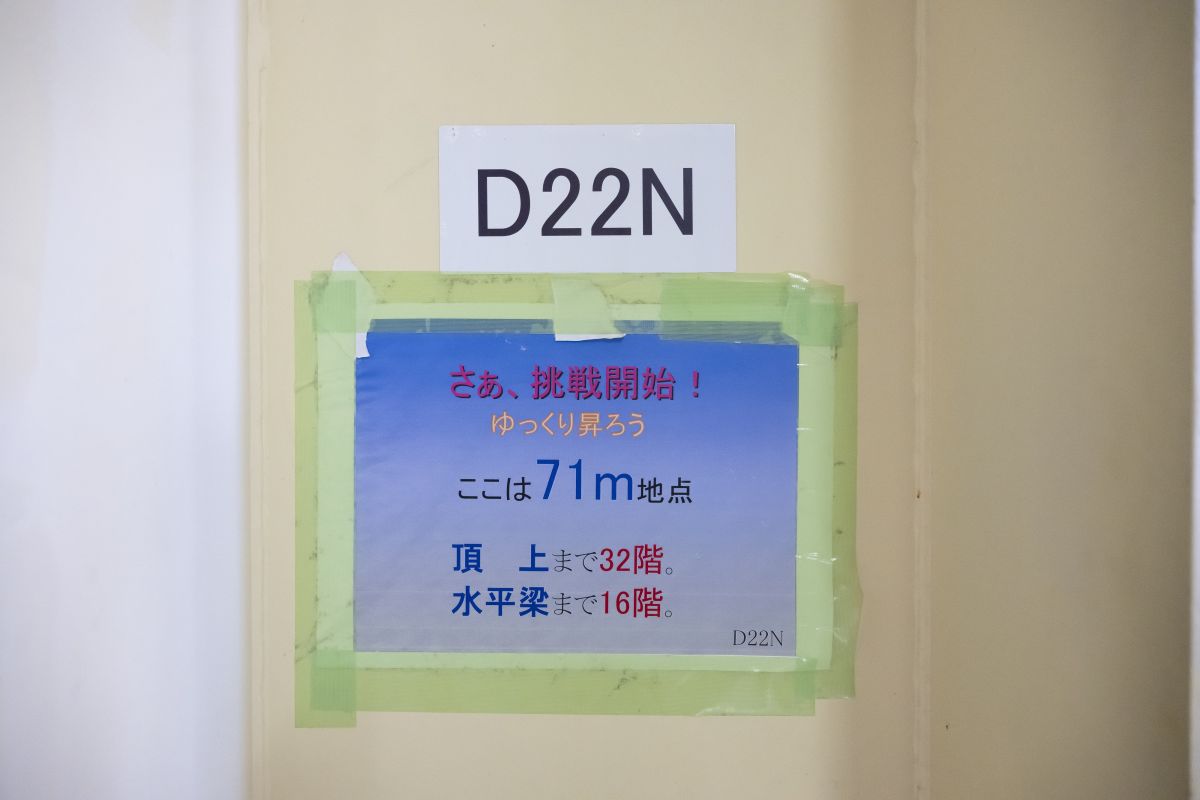 D22N
さぁ、挑戦開始！
ゆっくり昇ろう
ここは71m地点
頂　上まで32階。
水平梁まで16階。
D22N